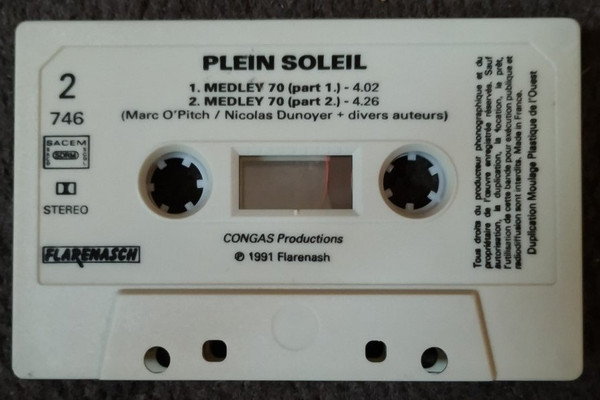 PLEIN SOLEIL
2
1. MEDLEY 70 (part 1.) - 4.02
2. MEDLEY 70 (part 2.) - 4.26
746
(Marc O'Pitch / Nicolas Dunoyer + divers auteurs)
SACEM
SDRM
STEREO
FLARENASCH
CONGAS Productions
℗ 1991 Flarenash
Tous droits du producteur phonographique et du
propriétaire de l'œuvre enregistrée réservés. Sauf
autorisation, la duplication, la location, le prêt,
l'utilisation de cette bande pour exécution publique et
radiodiffusion sont interdits. Made in France.
Duplication Moulage Plastique de l'Ouest